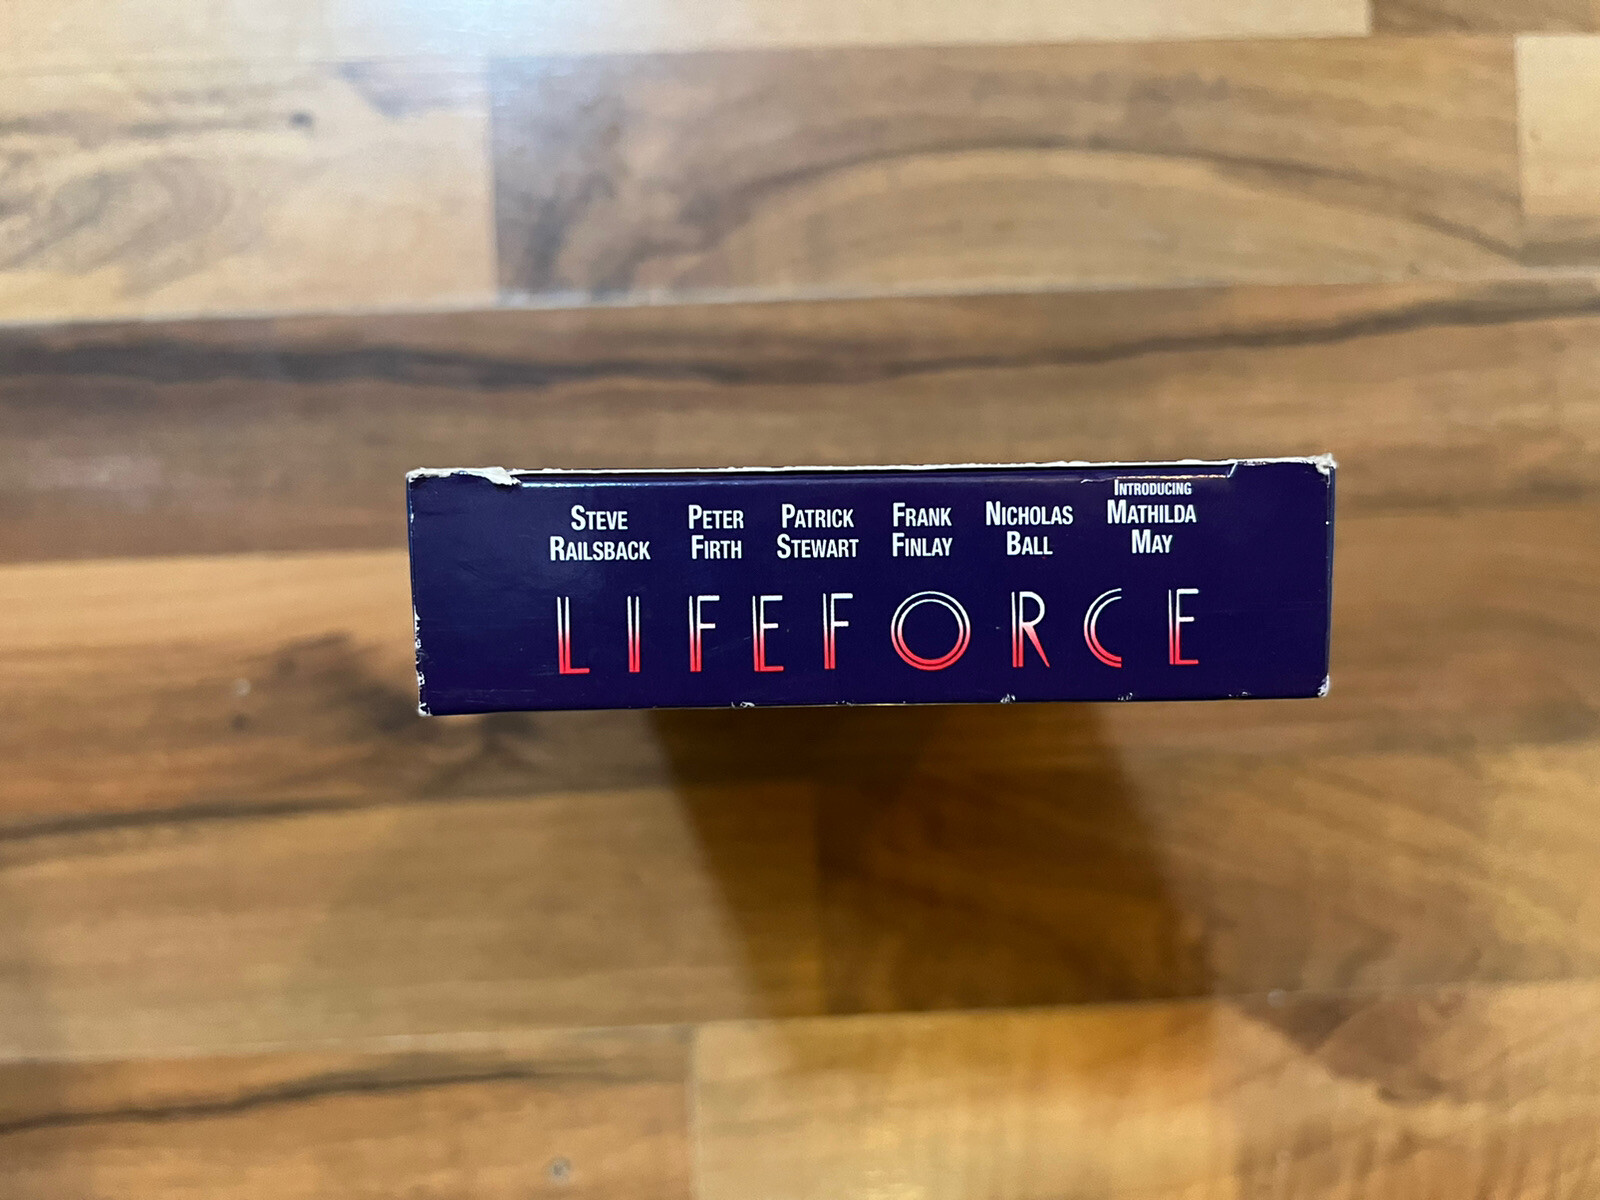 STEVE RAILSBACK
PETER FIRTH
PATRICK STEWART
FRANK FINLAY
NICHOLAS BALL
INTRODUCING MATHILDA MAY
LIFEFORCE